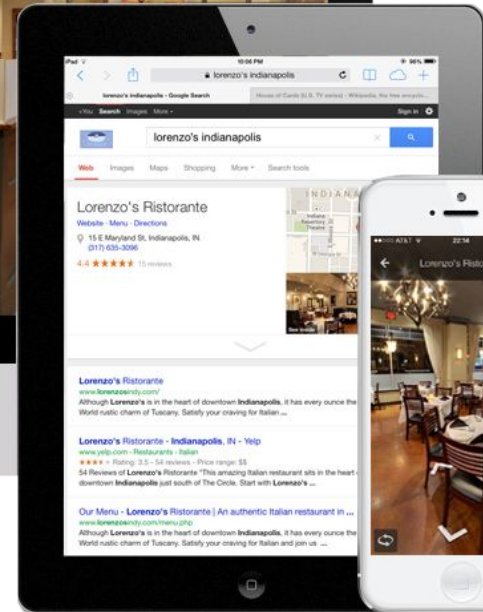 iPad
10:06 PM
lorenzo's indianapolis
lorenzo's indianapolis - Google Search
House of Cards (U.S. TV series) - Wikipedia, the free encyclo...
+You Search Images More
Sign in
lorenzo's indianapolis
Web Images Maps Shopping More Search tools
Lorenzo's Ristorante
Website - Menu - Directions
15 E Maryland St, Indianapolis, IN
(317) 635-3096
4.4 15 reviews
INDIANA
Indiana
Repertory
Theatre
See inside
Lorenzo's Ristorante
www.lorenzosindy.com/
Although Lorenzo's is in the heart of downtown Indianapolis, it has every ounce the
World rustic charm of Tuscany. Satisfy your craving for Italian ...
Lorenzo's Ristorante - Indianapolis, IN - Yelp
www.yelp.com - Restaurants - Italian
Rating: 3.5 - 54 reviews - Price range: $$
54 Reviews of Lorenzo's Ristorante "This amazing Italian restaurant sits in the heart
downtown Indianapolis just south of The Circle. Start with Lorenzo's ...
Our Menu - Lorenzo's Ristorante | An authentic Italian restaurant in ...
www.lorenzosindy.com/menu.php
Although Lorenzo's is in the heart of downtown Indianapolis, it has every ounce the
World rustic charm of Tuscany. Satisfy your craving for Italian and join us ...
AT&T
22:14
Lorenzo's Risto